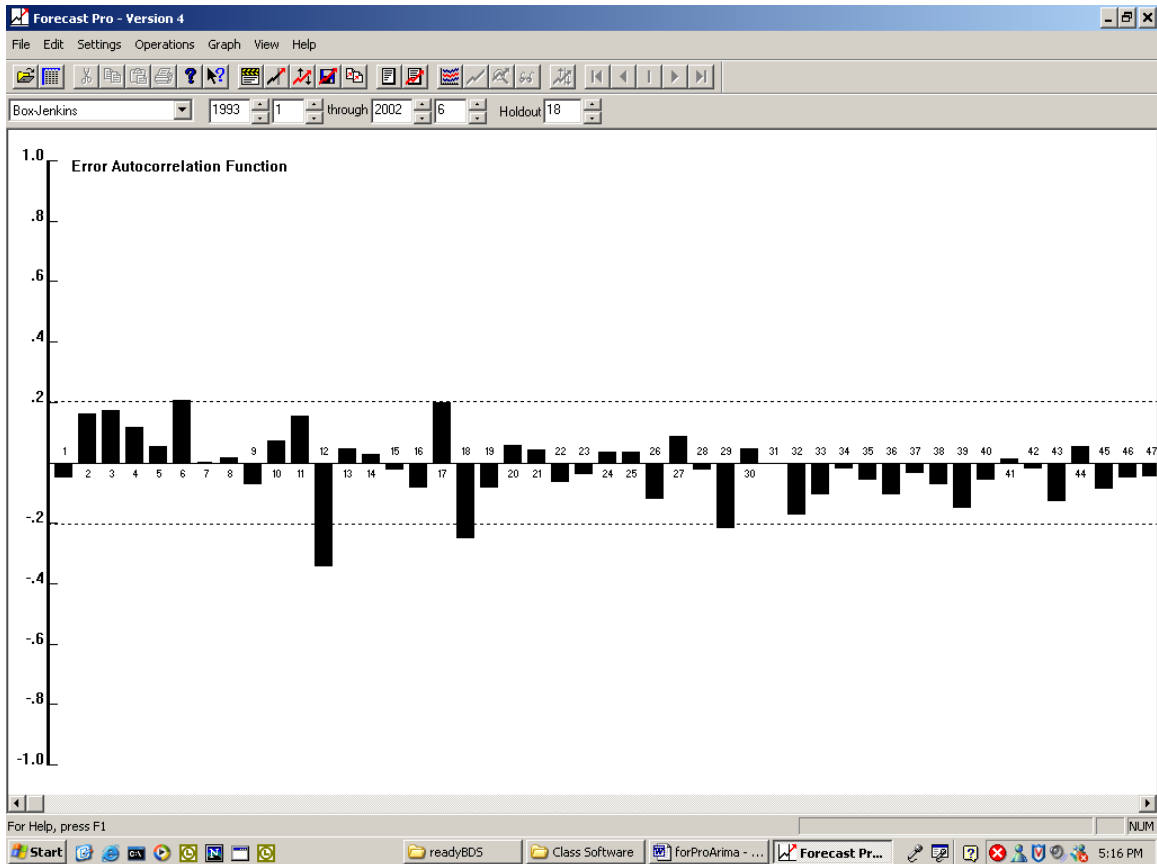 Forecast Pro - Version 4
File Edit Settings Operations Graph View Help
Box-Jenkins 1993 1 through 2002 6 Holdout 18
1.0
Error Autocorrelation Function
.8
.6
.4
.2
1 9 12 15 16 18 19 22 23 26 28 29 31 32 33 34 35 36 37 38 39 40 42 43 45 46 47
2 3 4 5 6 7 8 10 11 13 14 17 20 21 24 25 27 30 41 44
-.2
-.4
-.6
-.8
-1.0
For Help, press F1 NUM
Start readyBDS Class Software forProArima - ... Forecast Pr... 5:16 PM